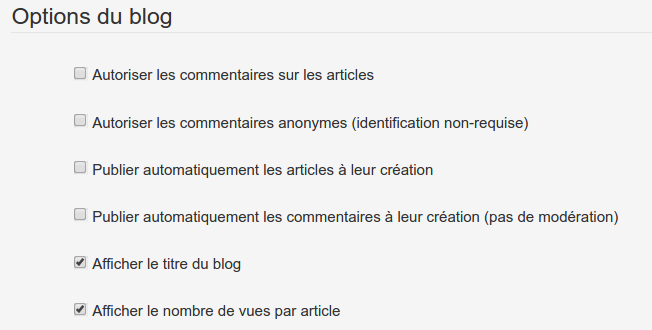 Options du blog
Autoriser les commentaires sur les articles
Autoriser les commentaires anonymes (identification non-requise)
Publier automatiquement les articles à leur création
Publier automatiquement les commentaires à leur création (pas de modération)
Afficher le titre du blog
Afficher le nombre de vues par article